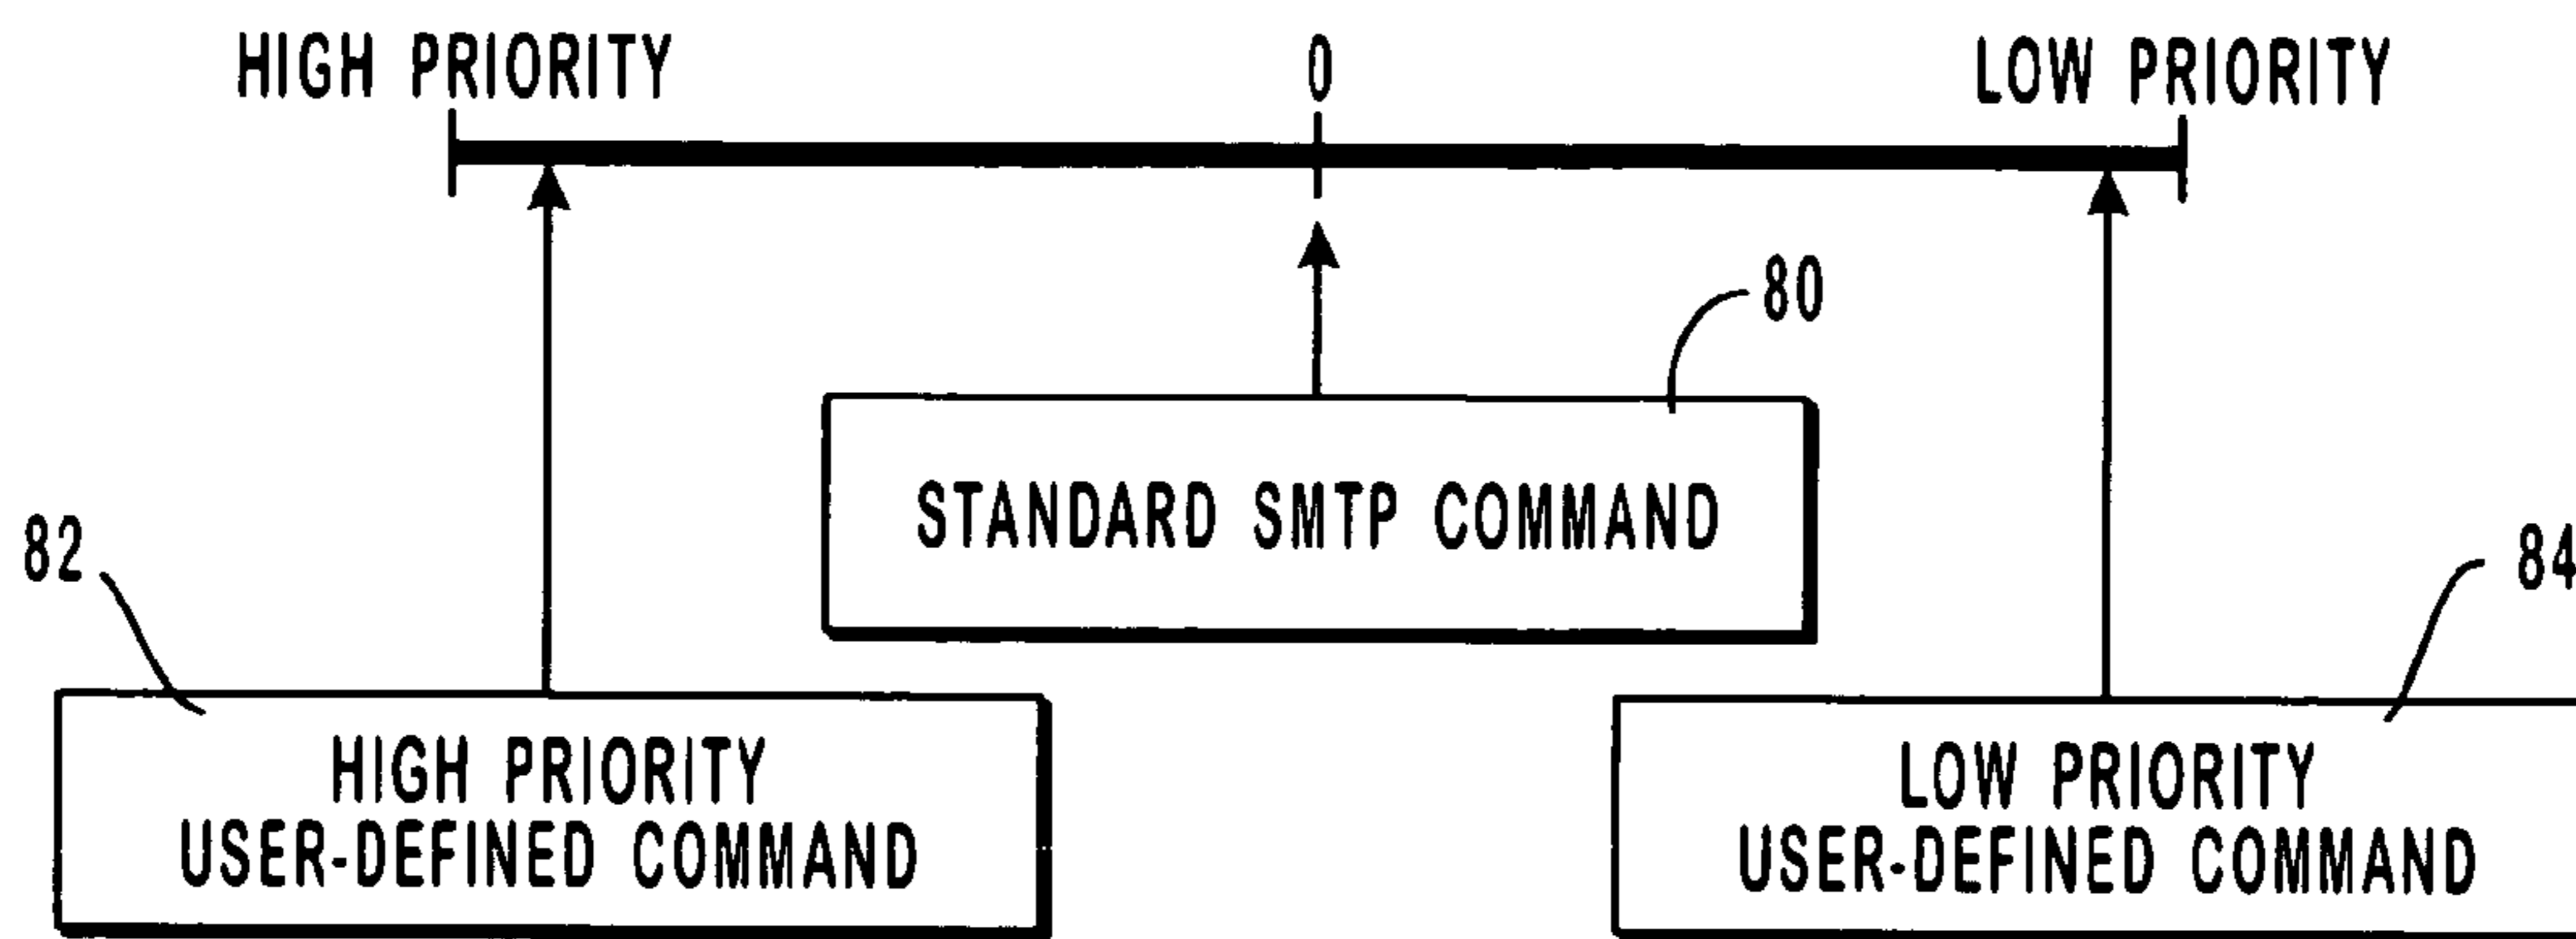 HIGH PRIORITY
0
LOW PRIORITY
80
STANDARD SMTP COMMAND
82
84
HIGH PRIORITY
USER-DEFINED COMMAND
LOW PRIORITY
USER-DEFINED COMMAND